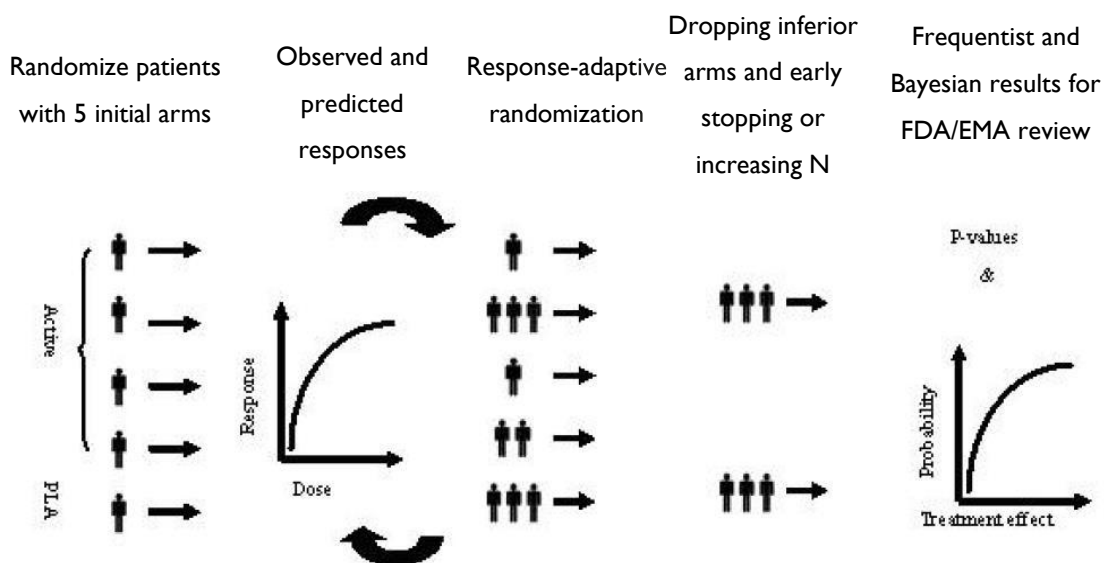 Randomize patients
with 5 initial arms
Observed and
predicted
responses
Response-adaptive
randomization
Dropping inferior
arms and early
stopping or
increasing N
Frequentist and
Bayesian results for
FDA/EMA review
Active
PLA
Response
Dose
P-values
&
Probability
Treatment effect